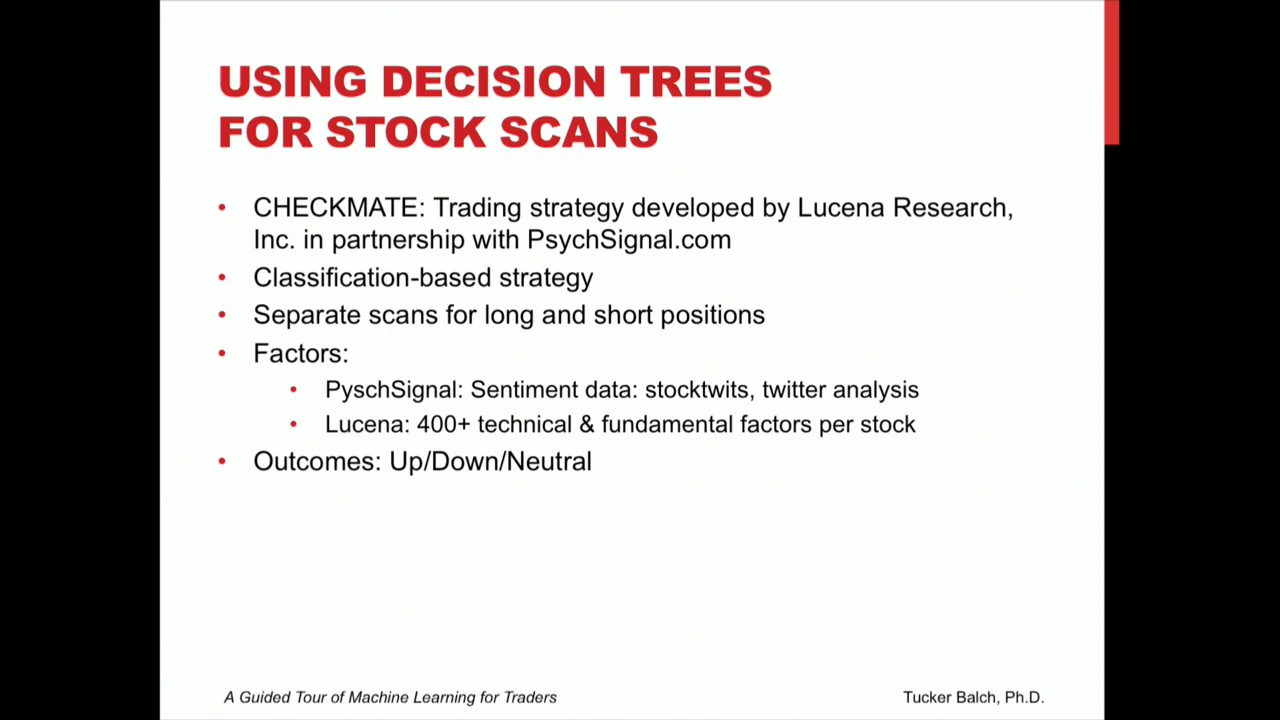 USING DECISION TREES
FOR STOCK SCANS
• CHECKMATE: Trading strategy developed by Lucena Research,
Inc. in partnership with PsychSignal.com
• Classification-based strategy
• Separate scans for long and short positions
• Factors:
• PyschSignal: Sentiment data: stocktwits, twitter analysis
• Lucena: 400+ technical & fundamental factors per stock
• Outcomes: Up/Down/Neutral
A Guided Tour of Machine Learning for Traders
Tucker Balch, Ph.D.